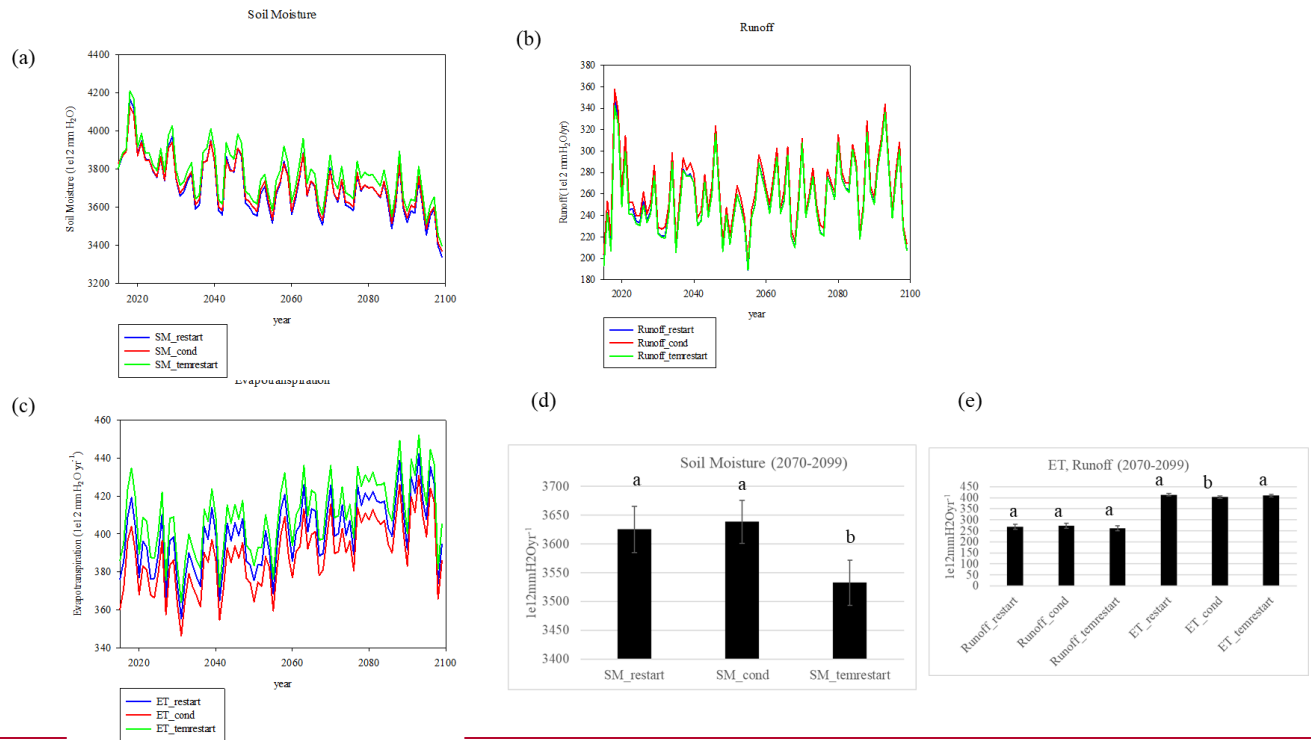 Soil Moisture
(a)
4400
4200
4000
3800
3600
3400
3200
Soil Moisture (1e12 mm H₂O)
2020 2040 2060 2080 2100
year
SM_restart
SM_cond
SM_temrestart
Runoff
(b)
380
360
340
320
300
280
260
240
220
200
180
Runoff(1e12 mm H₂O/yr)
2020 2040 2060 2080 2100
year
Runoff_restart
Runoff_cond
Runoff_temrestart
Evapotranspiration
(c)
460
440
420
400
380
360
340
Evapotranspiration (1e12 mm H₂O yr⁻¹)
2020 2040 2060 2080 2100
year
ET_restart
ET_cond
ET_temrestart
(d)
Soil Moisture (2070-2099)
3700
3650
3600
3550
3500
3450
3400
1e12mmH2Oyr⁻¹
a a b
SM_restart SM_cond SM_temrestart
(e)
ET, Runoff (2070-2099)
450
400
350
300
250
200
150
100
50
0
1e12mmH2Oyr⁻¹
a a a a b a
Runoff_restart Runoff_cond Runoff_temrestart ET_restart ET_cond ET_temrestart